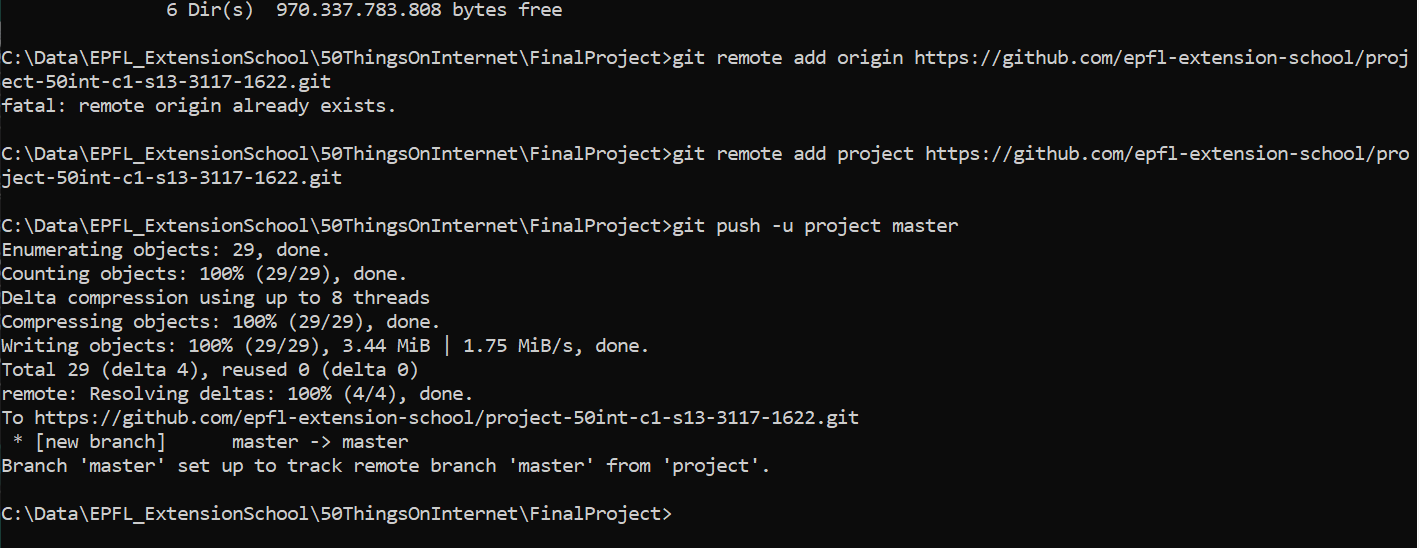 6 Dir(s)  970.337.783.808 bytes free
C:\Data\EPFL_ExtensionSchool\50ThingsOnInternet\FinalProject>git remote add origin https://github.com/epfl-extension-school/proj
ect-50int-c1-s13-3117-1622.git
fatal: remote origin already exists.
C:\Data\EPFL_ExtensionSchool\50ThingsOnInternet\FinalProject>git remote add project https://github.com/epfl-extension-school/pro
ject-50int-c1-s13-3117-1622.git
C:\Data\EPFL_ExtensionSchool\50ThingsOnInternet\FinalProject>git push -u project master
Enumerating objects: 29, done.
Counting objects: 100% (29/29), done.
Delta compression using up to 8 threads
Compressing objects: 100% (29/29), done.
Writing objects: 100% (29/29), 3.44 MiB | 1.75 MiB/s, done.
Total 29 (delta 4), reused 0 (delta 0)
remote: Resolving deltas: 100% (4/4), done.
To https://github.com/epfl-extension-school/project-50int-c1-s13-3117-1622.git
 * [new branch]      master -> master
Branch 'master' set up to track remote branch 'master' from 'project'.
C:\Data\EPFL_ExtensionSchool\50ThingsOnInternet\FinalProject>